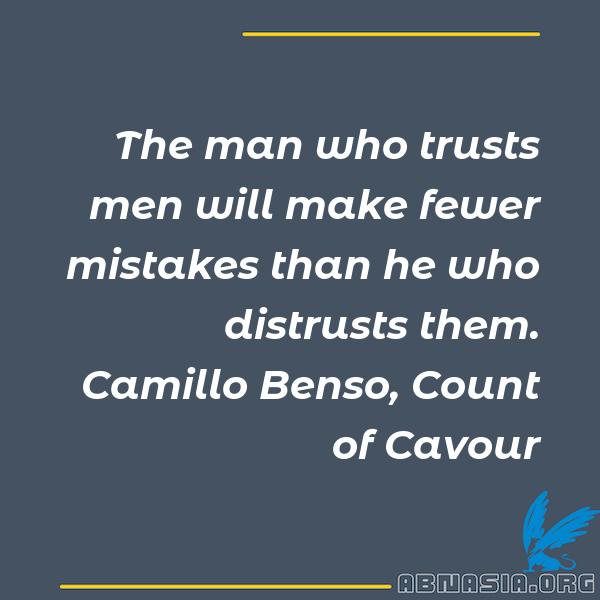 The man who trusts
men will make fewer
mistakes than he who
distrusts them.
Camillo Benso, Count
of Cavour
ABNASIA.ORG